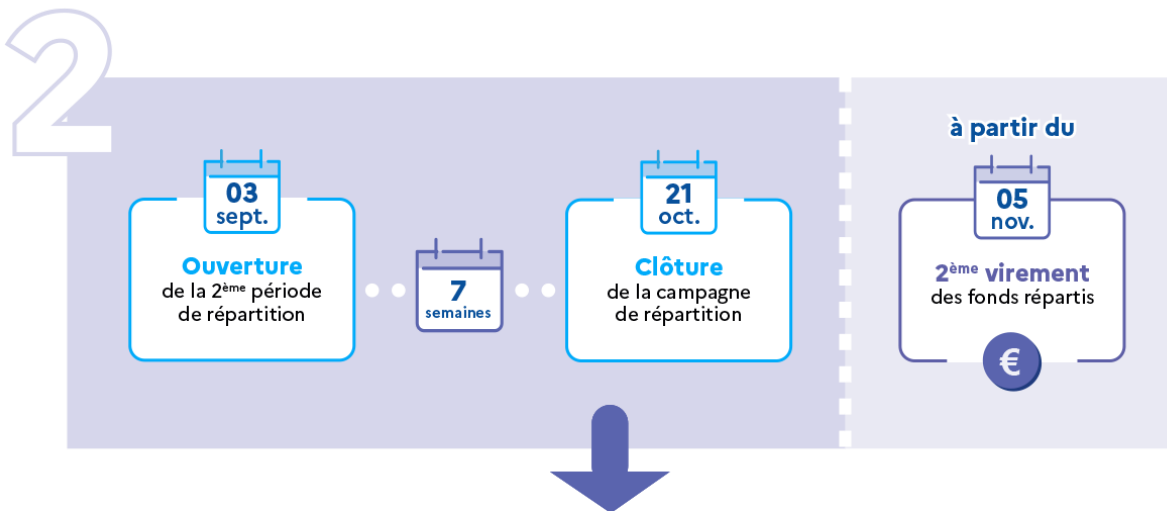 2
03
sept.
Ouverture
de la 2ème période
de répartition
7
semaines
21
oct.
Clôture
de la campagne
de répartition
à partir du
05
nov.
2ème virement
des fonds répartis
€